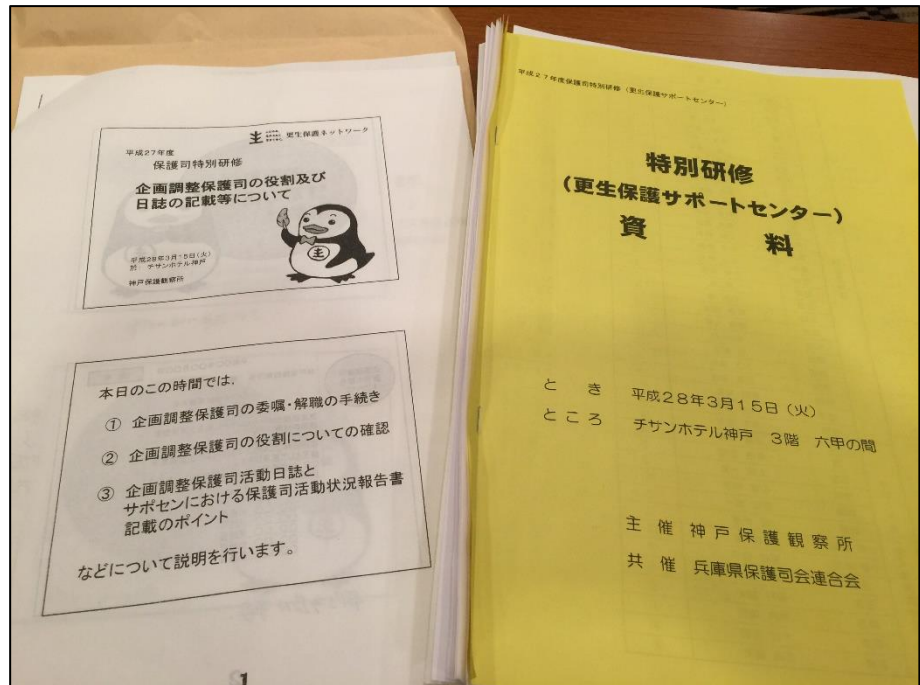 更生保護ネットワーク
平成27年度
保護司特別研修
企画調整保護司の役割及び
日誌の記載等について
平成28年3月15日(火)
於 チサンホテル神戸
神戸保護観察所
本日のこの時間では、
① 企画調整保護司の委嘱・解職の手続き
② 企画調整保護司の役割についての確認
③ 企画調整保護司活動日誌と
サポセンにおける保護司活動状況報告書
記載のポイント
などについて説明を行います。
1
平成27年度保護司特別研修(更生保護サポートセンター)
特別研修
(更生保護サポートセンター)
資 料
と き 平成28年3月15日(火)
ところ チサンホテル神戸 3階 六甲の間
主 催 神戸保護観察所
共 催 兵庫県保護司会連合会